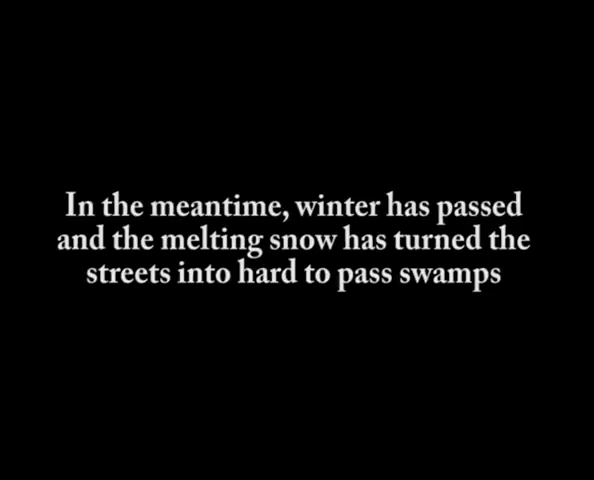 In the meantime, winter has passed
and the melting snow has turned the
streets into hard to pass swamps